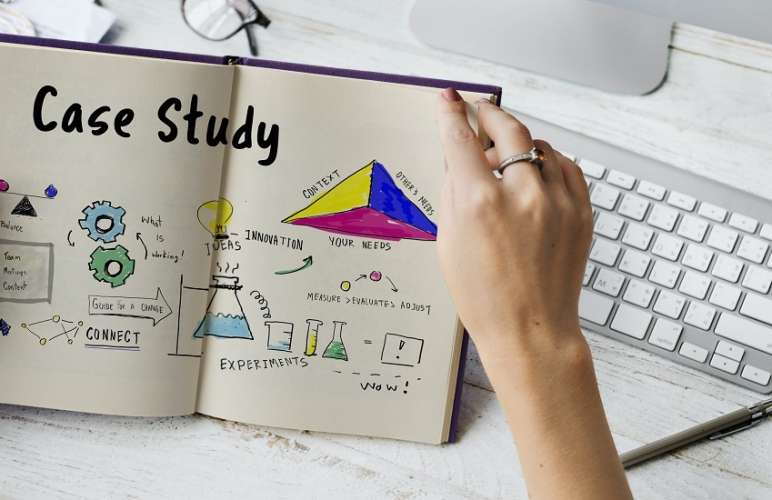 Case Study
Balance
Team
Meetings
Context
What
is
working?
GUIDE FOR A CHANGE
CONNECT
IDEAS - INNOVATION
CONTEXT
OTHER'S NEEDS
YOUR NEEDS
MEASURE > EVALUATE > ADJUST
EXPERIMENTS
=
!
WOW!